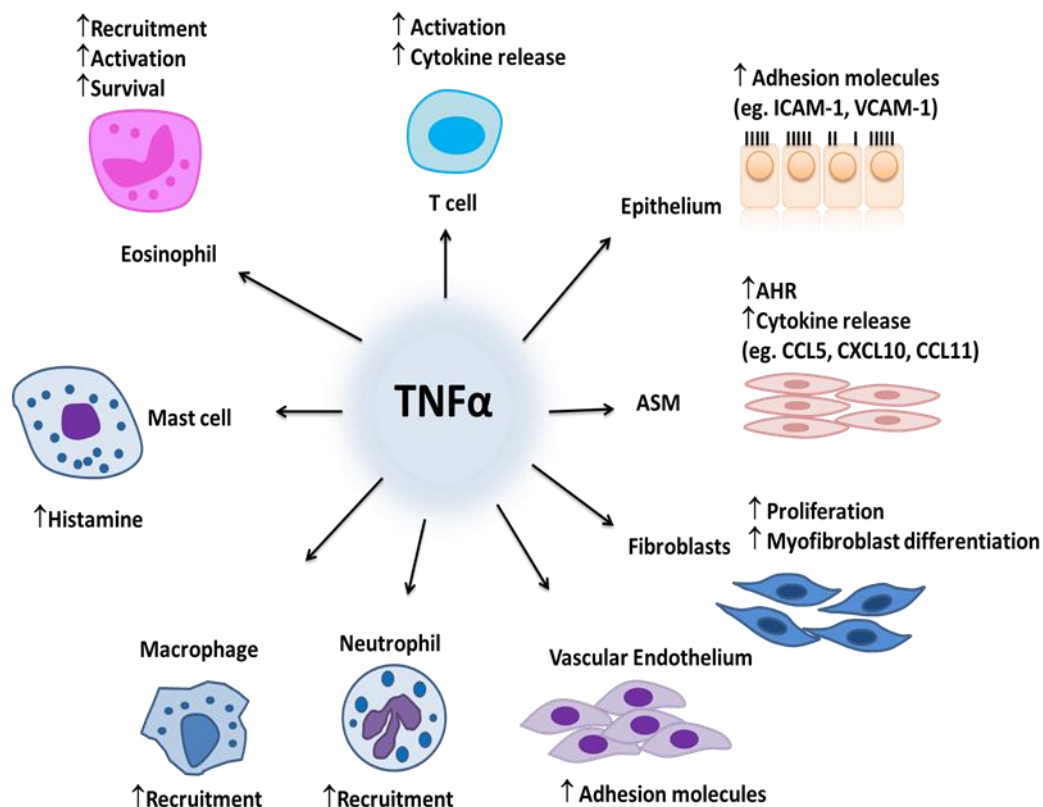 ↑Recruitment
↑Activation
↑Survival
Eosinophil
↑ Activation
↑ Cytokine release
T cell
↑ Adhesion molecules
(eg. ICAM-1, VCAM-1)
Epithelium
↑AHR
↑Cytokine release
(eg. CCL5, CXCL10, CCL11)
ASM
TNFα
Mast cell
↑Histamine
↑ Proliferation
↑ Myofibroblast differentiation
Fibroblasts
Macrophage
↑Recruitment
Neutrophil
↑Recruitment
Vascular Endothelium
↑ Adhesion molecules